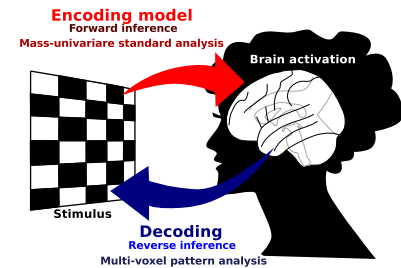 Encoding model
Forward inference
Mass-univariare standard analysis
Brain activation
Stimulus
Decoding
Reverse inference
Multi-voxel pattern analysis